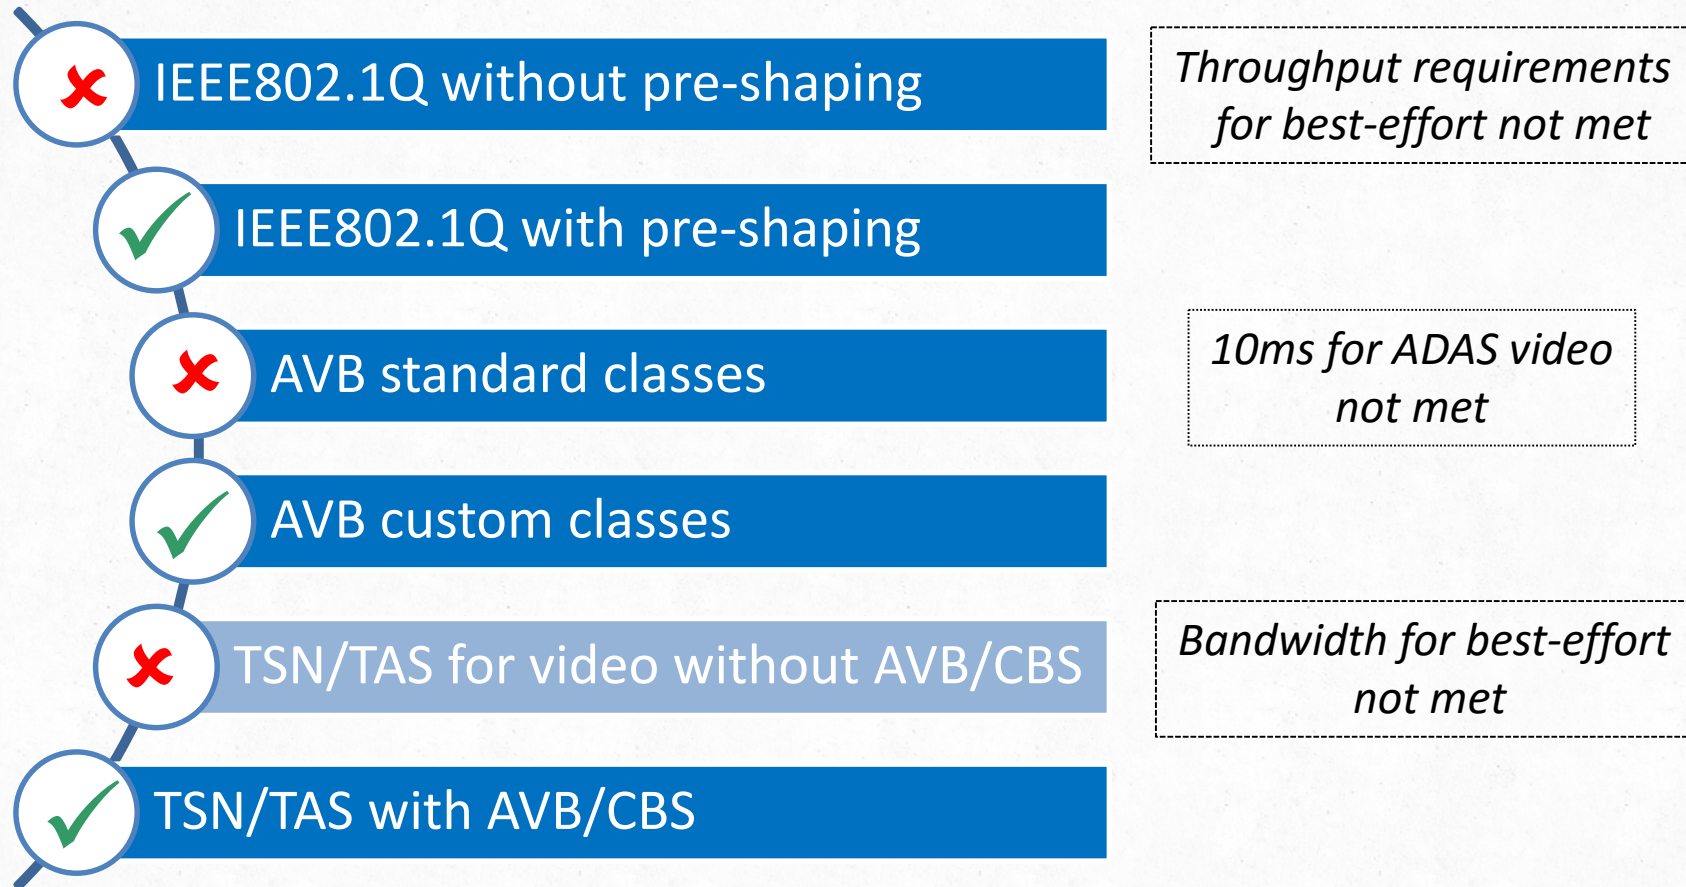 IEEE802.1Q without pre-shaping
Throughput requirements
for best-effort not met
IEEE802.1Q with pre-shaping
AVB standard classes
10ms for ADAS video
not met
AVB custom classes
TSN/TAS for video without AVB/CBS
Bandwidth for best-effort
not met
TSN/TAS with AVB/CBS